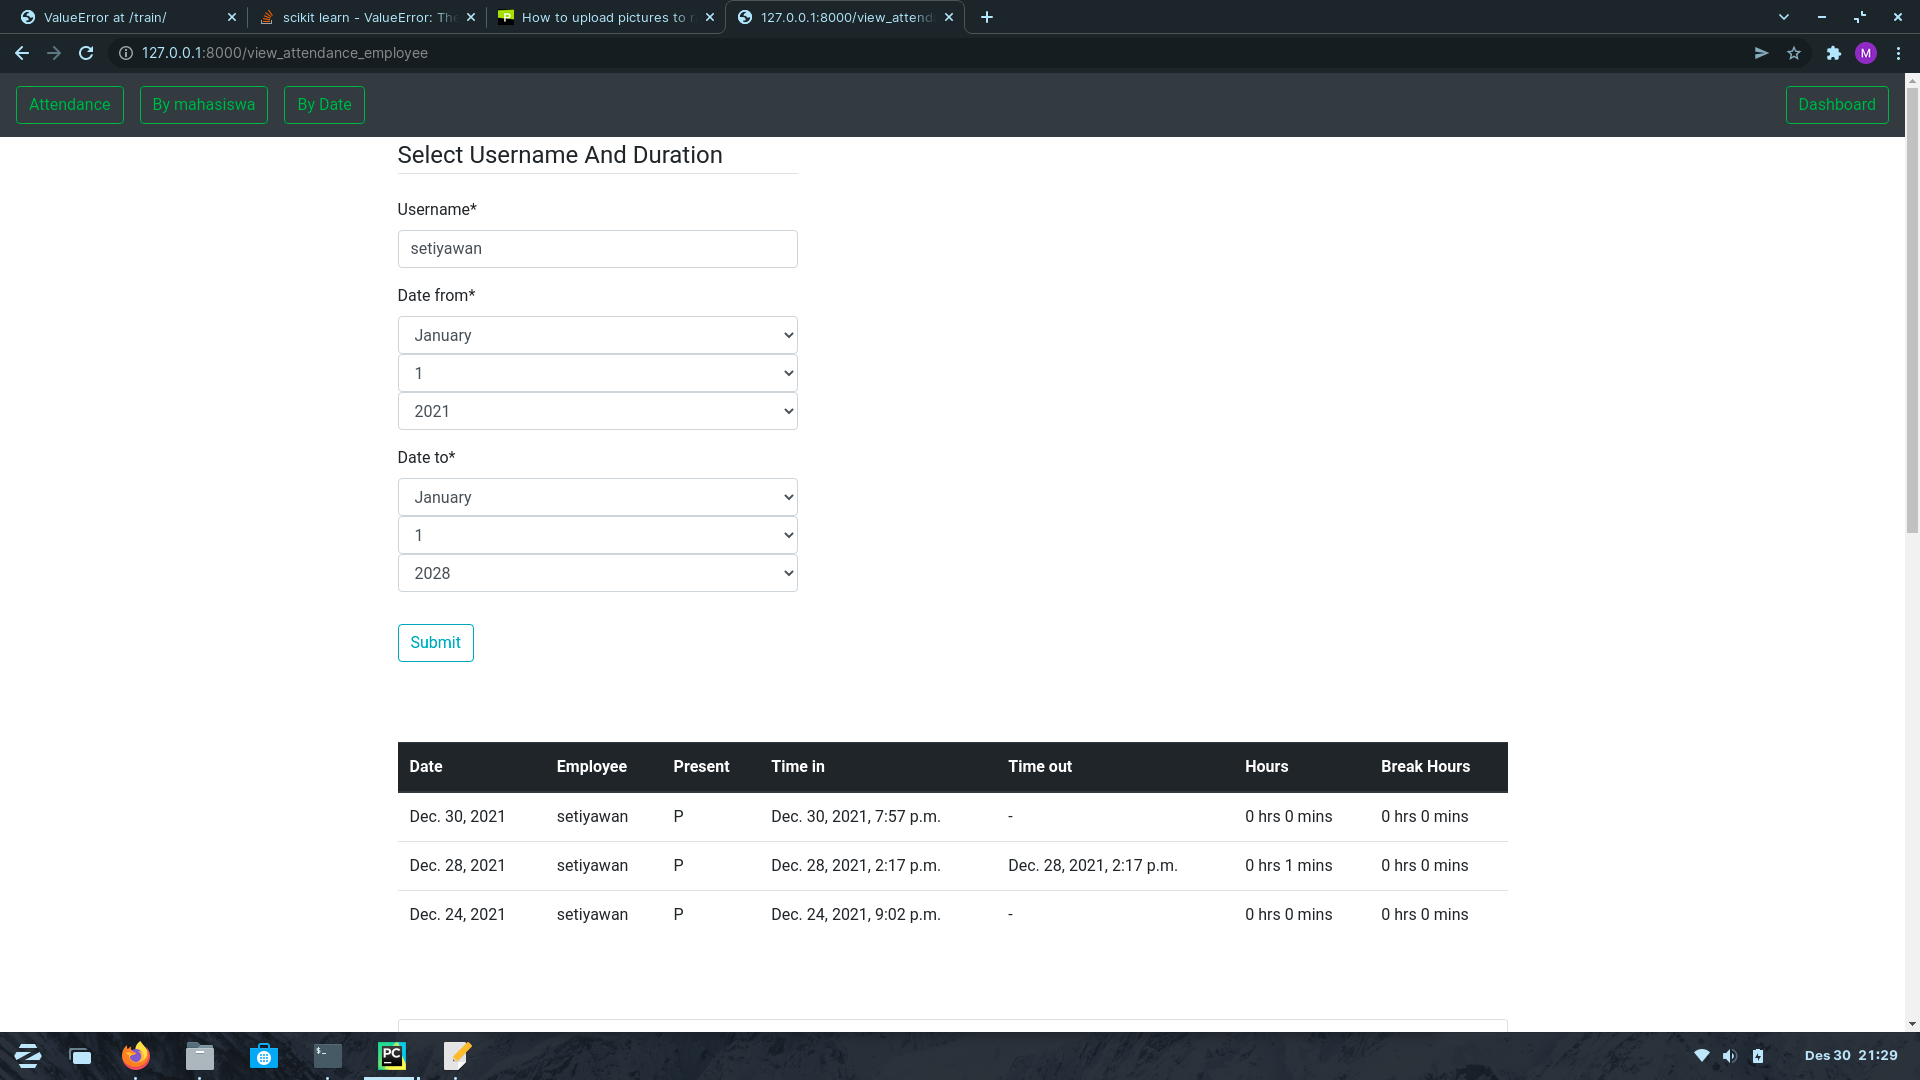 ValueError at /train/
scikit learn - ValueError: The
How to upload pictures to
127.0.0.1:8000/view_attend
127.0.0.1:8000/view_attendance_employee
M
Attendance
By mahasiswa
By Date
Dashboard
Select Username And Duration
Username*
setiyawan
Date from*
January
1
2021
Date to*
January
1
2028
Submit
Date Employee Present Time in Time out Hours Break Hours
Dec. 30, 2021 setiyawan P Dec. 30, 2021, 7:57 p.m. - 0 hrs 0 mins 0 hrs 0 mins
Dec. 28, 2021 setiyawan P Dec. 28, 2021, 2:17 p.m. Dec. 28, 2021, 2:17 p.m. 0 hrs 1 mins 0 hrs 0 mins
Dec. 24, 2021 setiyawan P Dec. 24, 2021, 9:02 p.m. - 0 hrs 0 mins 0 hrs 0 mins
$-
PC
Des 30 21:29